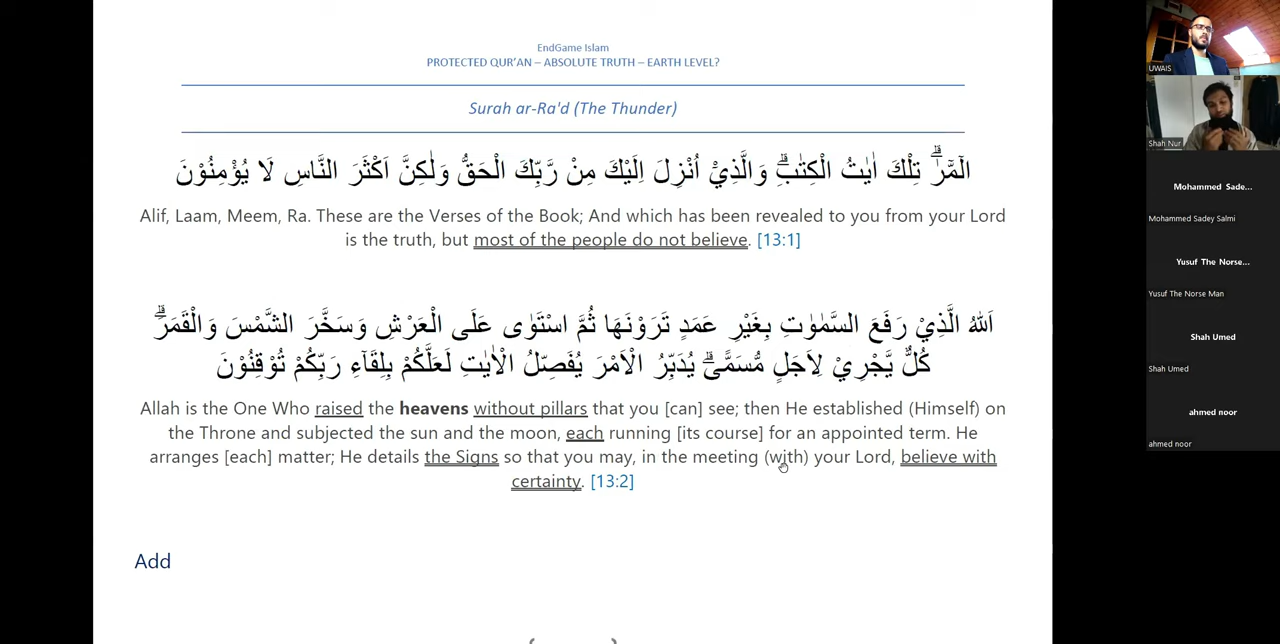 EndGame Islam
PROTECTED QUR'AN – ABSOLUTE TRUTH – EARTH LEVEL?
Surah ar-Ra'd (The Thunder)
الٓمّٓرٰ ۗ تِلْكَ اٰيٰتُ الْكِتٰبِ ۗ وَالَّذِيْٓ اُنْزِلَ اِلَيْكَ مِنْ رَّبِّكَ الْحَقُّ وَلٰكِنَّ اَكْثَرَ النَّاسِ لَا يُؤْمِنُوْنَ
Alif, Laam, Meem, Ra. These are the Verses of the Book; And which has been revealed to you from your Lord
is the truth, but most of the people do not believe. [13:1]
اَللّٰهُ الَّذِيْ رَفَعَ السَّمٰوٰتِ بِغَيْرِ عَمَدٍ تَرَوْنَهَا ثُمَّ اسْتَوٰى عَلَى الْعَرْشِ وَسَخَّرَ الشَّمْسَ وَالْقَمَرَ ۗ
كُلٌّ يَّجْرِيْ لِاَجَلٍ مُّسَمًّى ۗ يُدَبِّرُ الْاَمْرَ يُفَصِّلُ الْاٰيٰتِ لَعَلَّكُمْ بِلِقَاۤءِ رَبِّكُمْ تُوْقِنُوْنَ
Allah is the One Who raised the heavens without pillars that you [can] see; then He established (Himself) on
the Throne and subjected the sun and the moon, each running [its course] for an appointed term. He
arranges [each] matter; He details the Signs so that you may, in the meeting (with) your Lord, believe with
certainty. [13:2]
Add
UWAIS
Shah Nur
Mohammed Sade...
Mohammed Sadey Salmi
Yusuf The Norse...
Yusuf The Norse Man
Shah Umed
Shah Umed
ahmed noor
ahmed noor